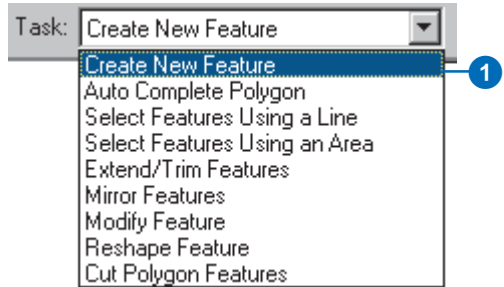 Task: Create New Feature
Create New Feature
1
Auto Complete Polygon
Select Features Using a Line
Select Features Using an Area
Extend/Trim Features
Mirror Features
Modify Feature
Reshape Feature
Cut Polygon Features